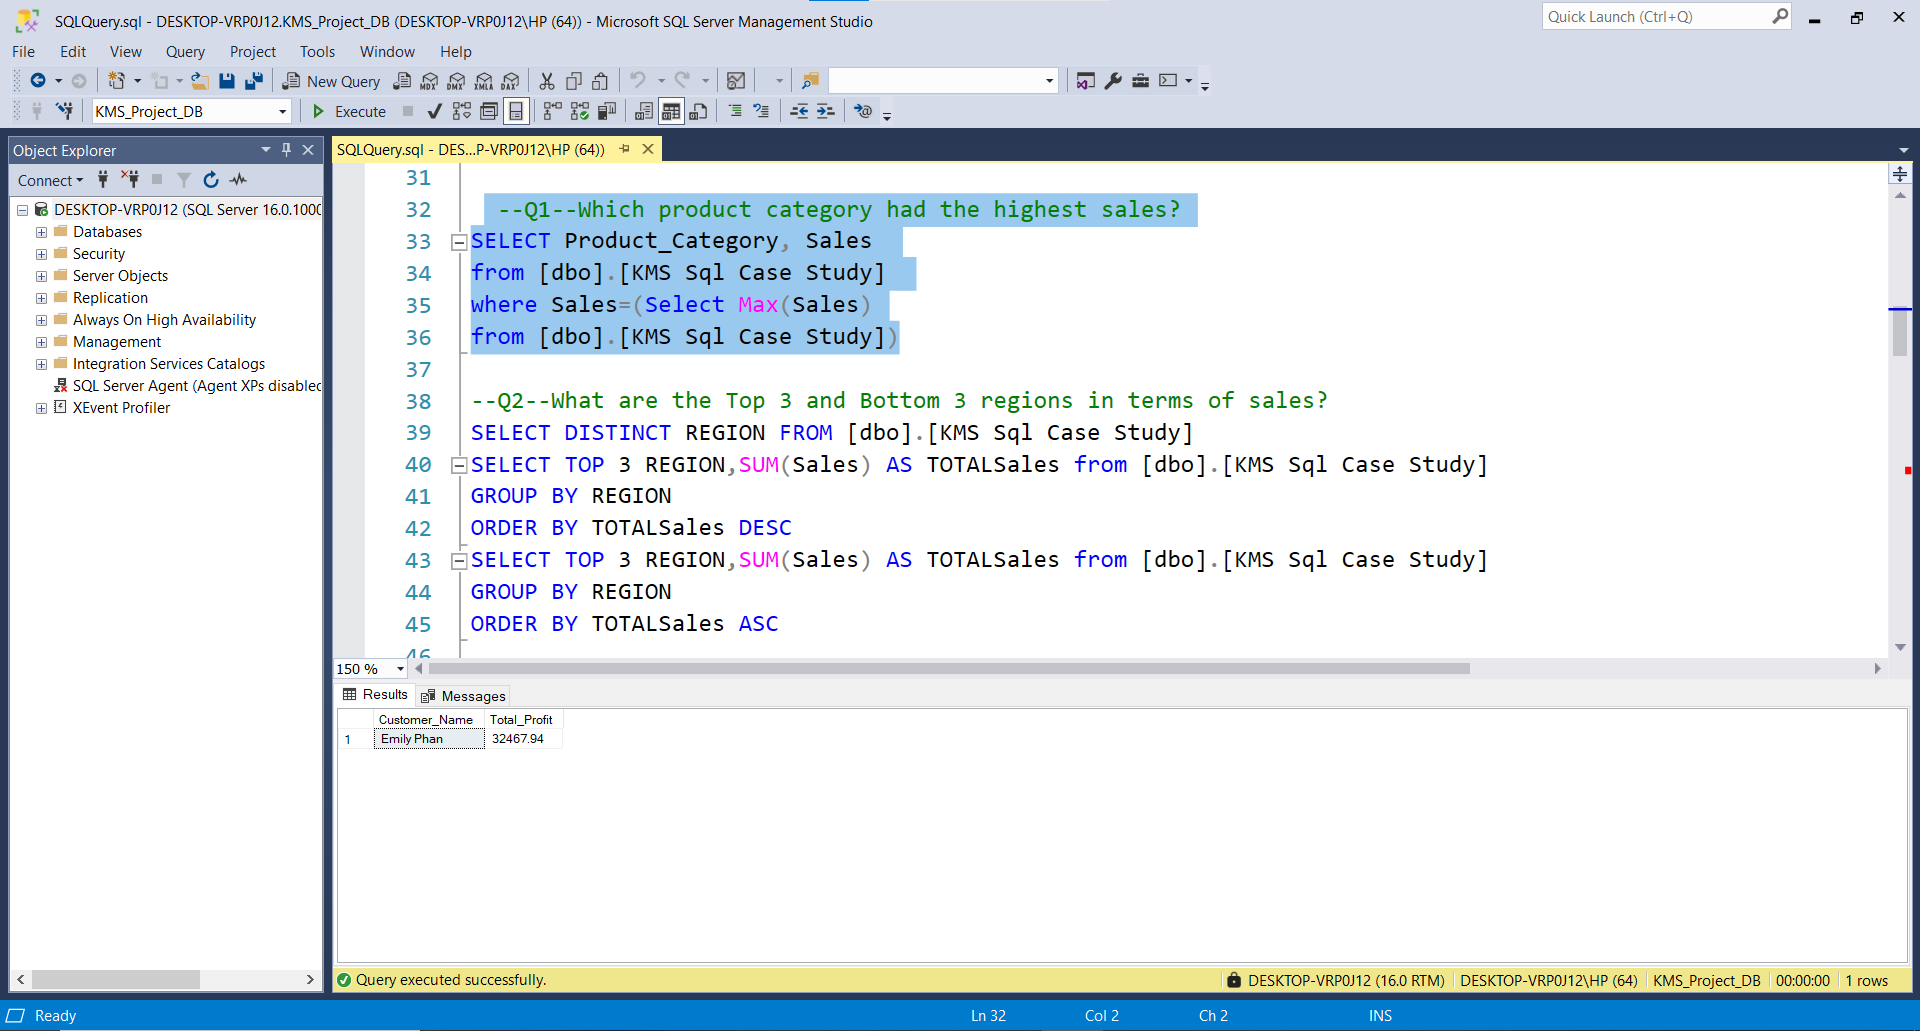 SQLQuery.sql - DESKTOP-VRP0J12.KMS_Project_DB (DESKTOP-VRP0J12\HP (64)) - Microsoft SQL Server Management Studio
Quick Launch (Ctrl+Q)
File Edit View Query Project Tools Window Help
New Query MDX DMX XMLA DAX
KMS_Project_DB Execute
Object Explorer
SQLQuery.sql - DES...P-VRP0J12\HP (64))
Connect
DESKTOP-VRP0J12 (SQL Server 16.0.1000
Databases
Security
Server Objects
Replication
Always On High Availability
Management
Integration Services Catalogs
SQL Server Agent (Agent XPs disabled
XEvent Profiler
31
32 --Q1--Which product category had the highest sales?
33 SELECT Product_Category, Sales
34 from [dbo].[KMS Sql Case Study]
35 where Sales=(Select Max(Sales)
36 from [dbo].[KMS Sql Case Study])
37
38 --Q2--What are the Top 3 and Bottom 3 regions in terms of sales?
39 SELECT DISTINCT REGION FROM [dbo].[KMS Sql Case Study]
40 SELECT TOP 3 REGION,SUM(Sales) AS TOTALSales from [dbo].[KMS Sql Case Study]
41 GROUP BY REGION
42 ORDER BY TOTALSales DESC
43 SELECT TOP 3 REGION,SUM(Sales) AS TOTALSales from [dbo].[KMS Sql Case Study]
44 GROUP BY REGION
45 ORDER BY TOTALSales ASC
46
150 %
Results Messages
Customer_Name Total_Profit
1 Emily Phan 32467.94
Query executed successfully. DESKTOP-VRP0J12 (16.0 RTM) DESKTOP-VRP0J12\HP (64) KMS_Project_DB 00:00:00 1 rows
Ready Ln 32 Col 2 Ch 2 INS